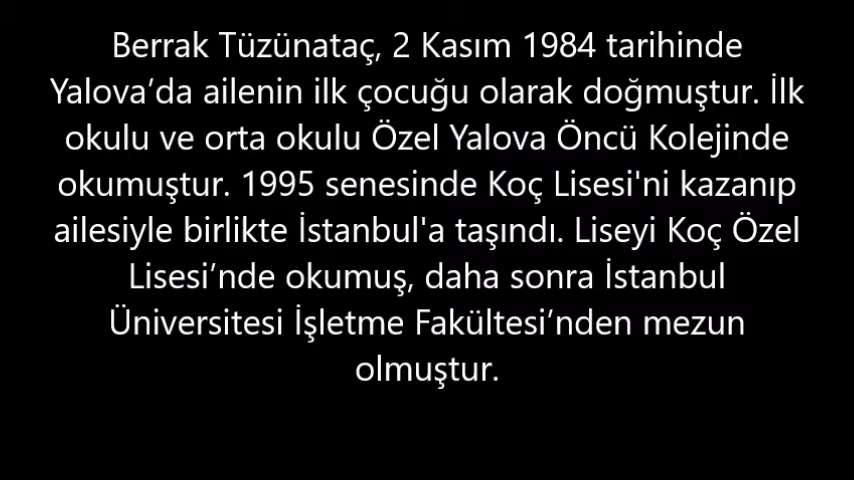 Berrak Tüzünataç, 2 Kasım 1984 tarihinde
Yalova’da ailenin ilk çocuğu olarak doğmuştur. İlk
okulu ve orta okulu Özel Yalova Öncü Kolejinde
okumuştur. 1995 senesinde Koç Lisesi'ni kazanıp
ailesiyle birlikte İstanbul'a taşındı. Liseyi Koç Özel
Lisesi’nde okumuş, daha sonra İstanbul
Üniversitesi İşletme Fakültesi’nden mezun
olmuştur.